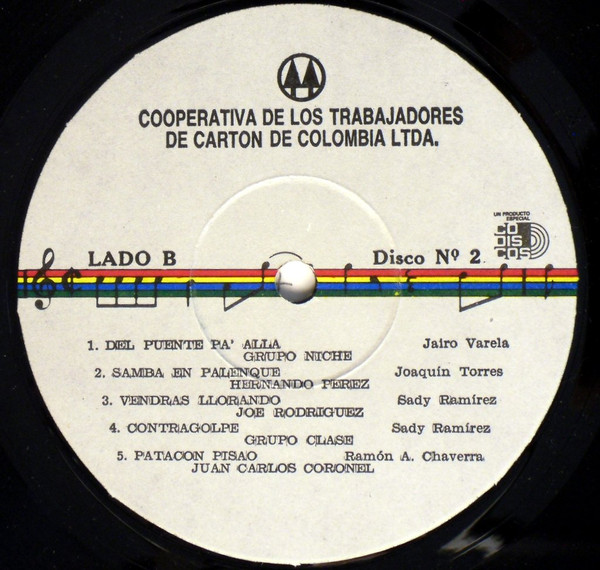 COOPERATIVA DE LOS TRABAJADORES
DE CARTON DE COLOMBIA LTDA.
UN PRODUCTO
ESPECIAL
CO
DIS
COS
LADO B
Disco Nº 2
1. DEL PUENTE PA' ALLA Jairo Varela
GRUPO NICHE
2. SAMBA EN PALENQUE Joaquín Torres
HERNANDO PEREZ
3. VENDRAS LLORANDO Sady Ramírez
JOE RODRIGUEZ
4. CONTRAGOLPE Sady Ramírez
GRUPO CLASE
5. PATACON PISAO Ramón A. Chaverra
JUAN CARLOS CORONEL